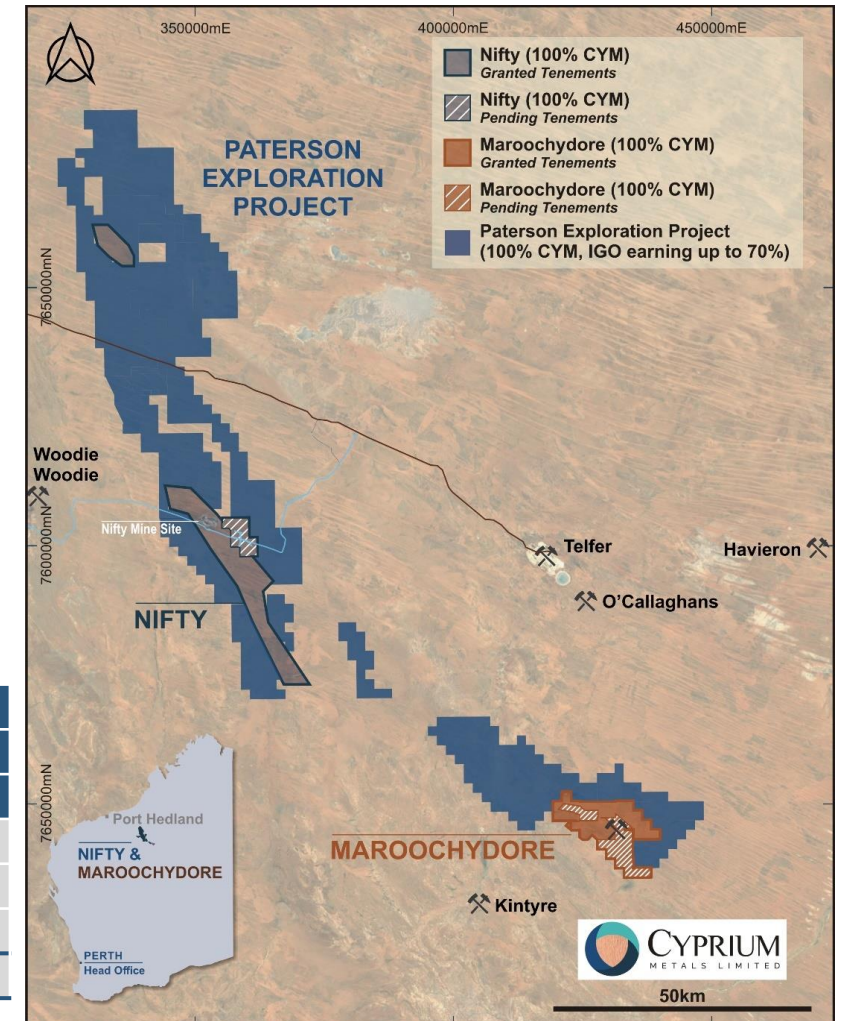 350000mE
400000mE
450000mE
Nifty (100% CYM)
Granted Tenements
Nifty (100% CYM)
Pending Tenements
Maroochydore (100% CYM)
Granted Tenements
Maroochydore (100% CYM)
Pending Tenements
Paterson Exploration Project
(100% CYM, IGO earning up to 70%)
PATERSON
EXPLORATION
PROJECT
7650000mN
Woodie
Woodie
Nifty Mine Site
7600000mN
Telfer
Havieron
O'Callaghans
NIFTY
7650000mN
Port Hedland
NIFTY &
MAROOCHYDORE
MAROOCHYDORE
Kintyre
PERTH
Head Office
CYPRIUM
METALS LIMITED
50km